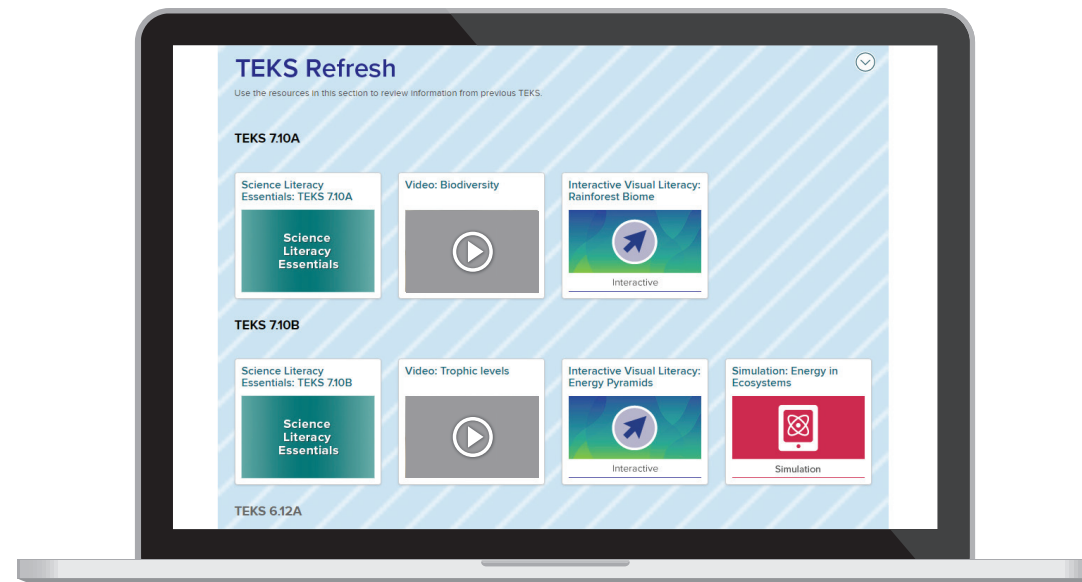 TEKS Refresh
Use the resources in this section to review information from previous TEKS.
TEKS 7.10A
Science Literacy
Essentials: TEKS 7.10A
Science
Literacy
Essentials
Video: Biodiversity
Interactive Visual Literacy:
Rainforest Biome
Interactive
TEKS 7.10B
Science Literacy
Essentials: TEKS 7.10B
Science
Literacy
Essentials
Video: Trophic levels
Interactive Visual Literacy:
Energy Pyramids
Interactive
Simulation: Energy in
Ecosystems
Simulation
TEKS 6.12A